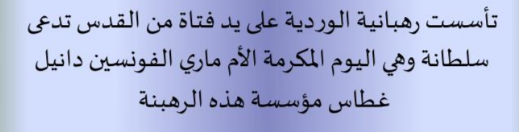 تأسست رهبانية الوردية على يد فتاة من القدس تدعى
سلطانة وهي اليوم المكرمة الأم ماري الفونسين دانيل
غطاس مؤسسة هذه الرهبنة